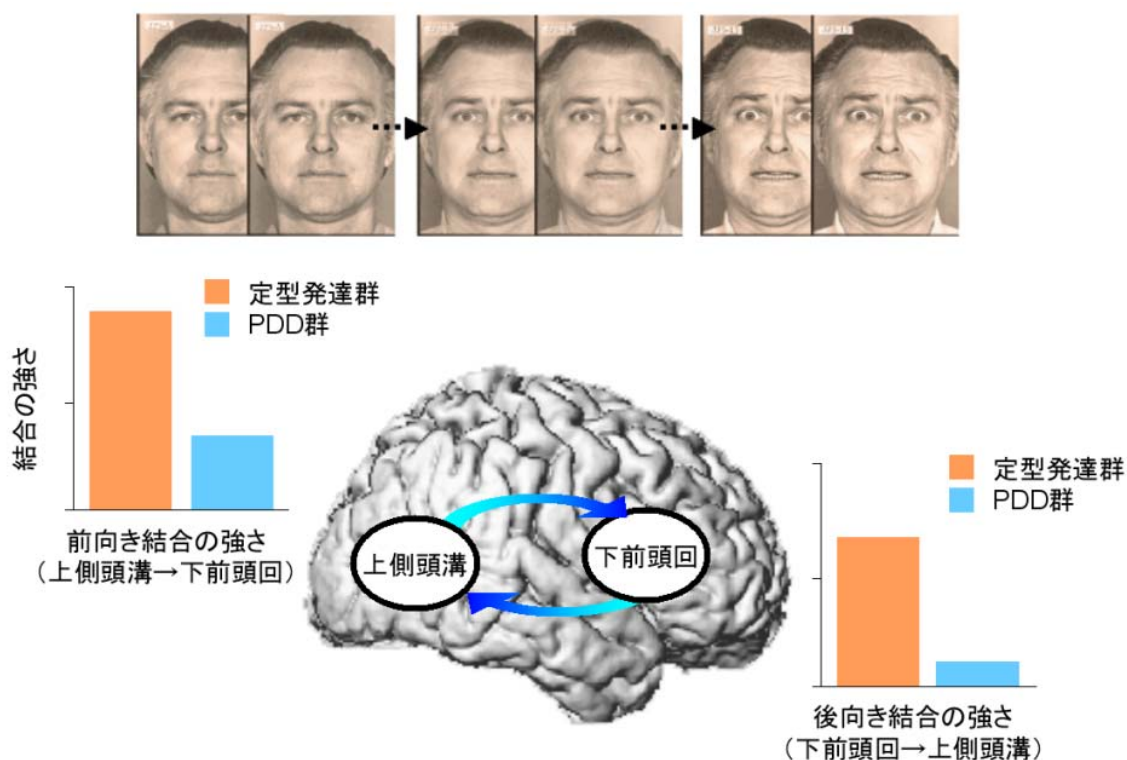 定型発達群
PDD群
結合の強さ
前向き結合の強さ
（上側頭溝→下前頭回）
上側頭溝
下前頭回
定型発達群
PDD群
後向き結合の強さ
（下前頭回→上側頭溝）